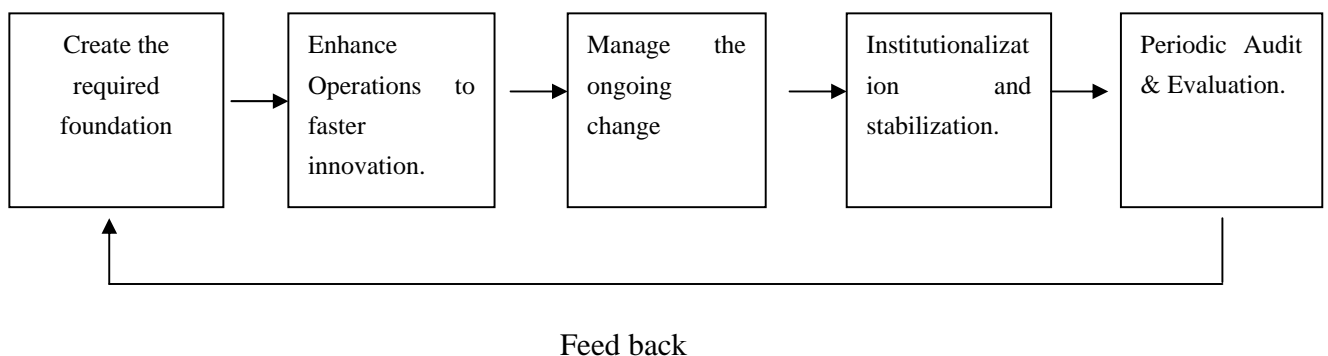 Create the
required
foundation
Enhance
Operations to
faster
innovation.
Manage the
ongoing
change
Institutionalizat
ion and
stabilization.
Periodic Audit
& Evaluation.
Feed back